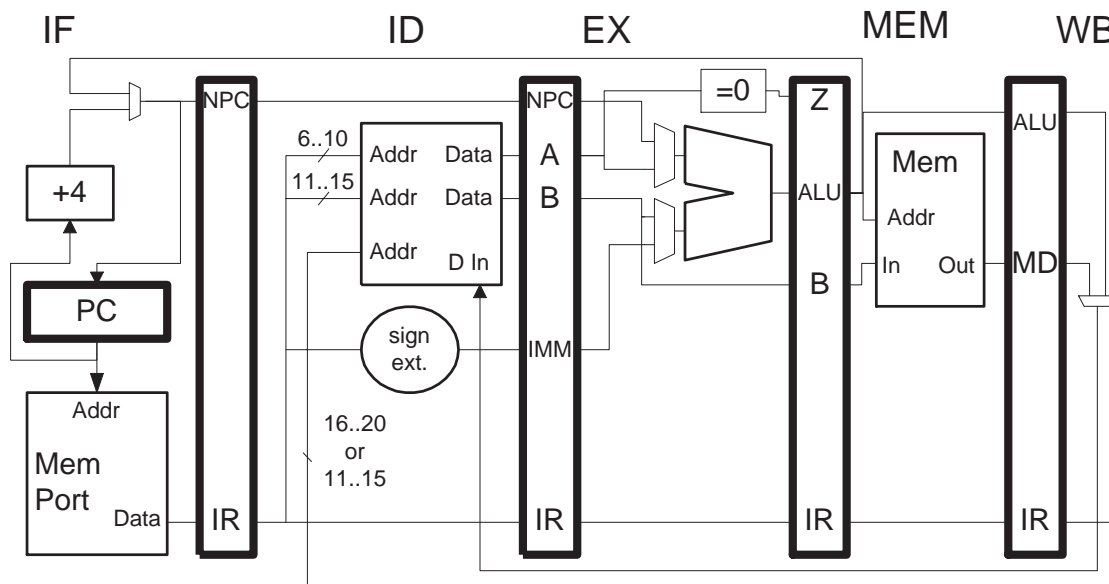 IF ID EX MEM WB
NPC NPC =0 Z
6..10 Addr Data A ALU
11..15 Addr Data B Mem
+4 ALU
Addr Addr
D In In Out MD
PC B
sign
ext. IMM
Addr
16..20
or
11..15
Mem
Port
Data IR IR IR IR